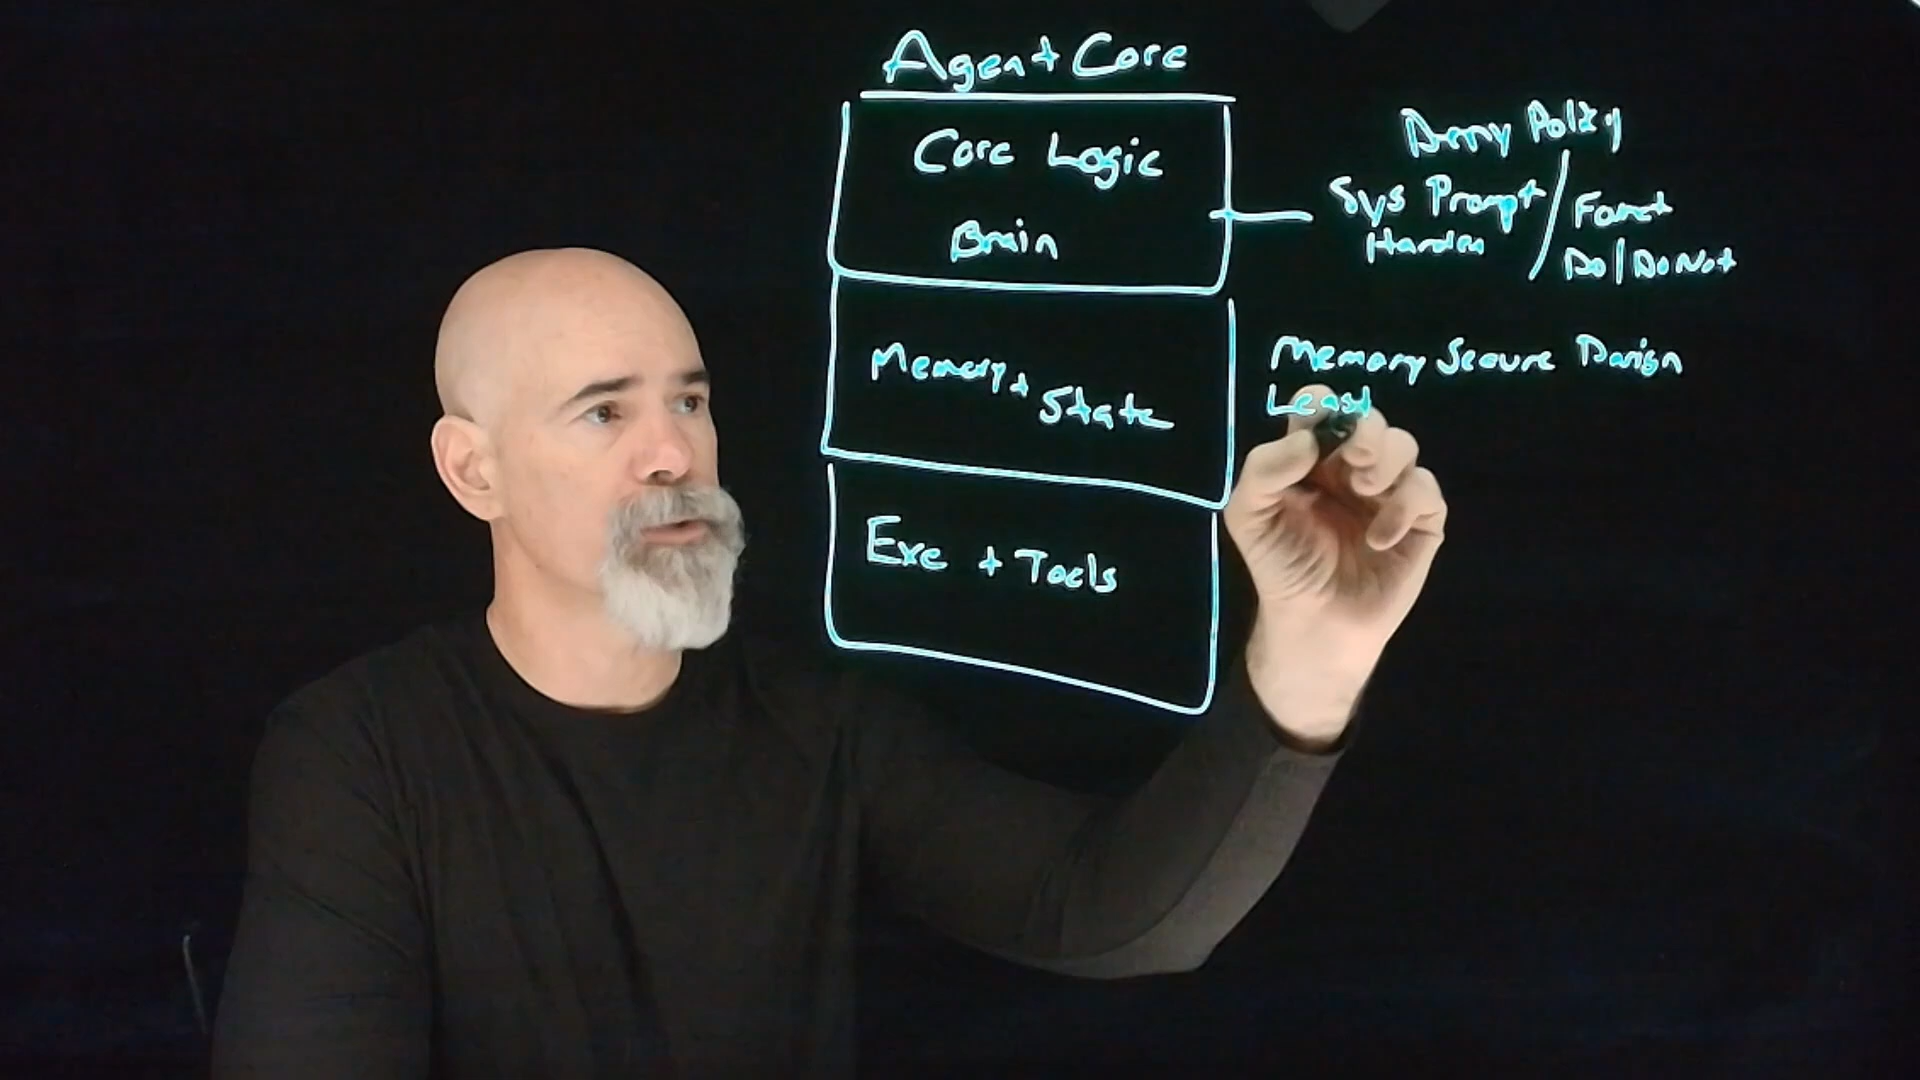 Agent Core
Core Logic
Brain
Deny Policy
Sys Prompt / Format
Harden
Do/Do Not
Memory + State
Memory Secure Design
Least
Exe + Tools